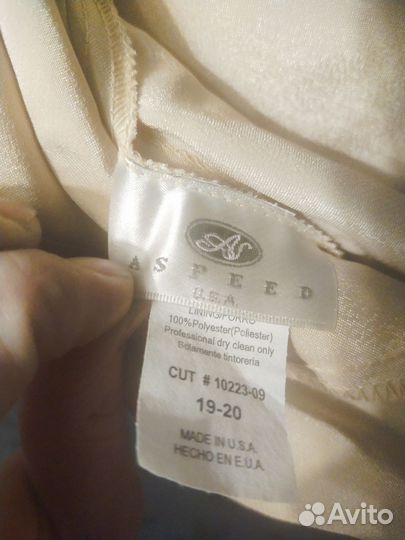 AS
ASPEED
U.S.A.
LINING/FORRO
100%Polyester(Poliester)
Professional dry clean only
Solamente tintoreria
CUT # 10223-09
19-20
MADE IN U.S.A.
HECHO EN E.U.A.
Avito